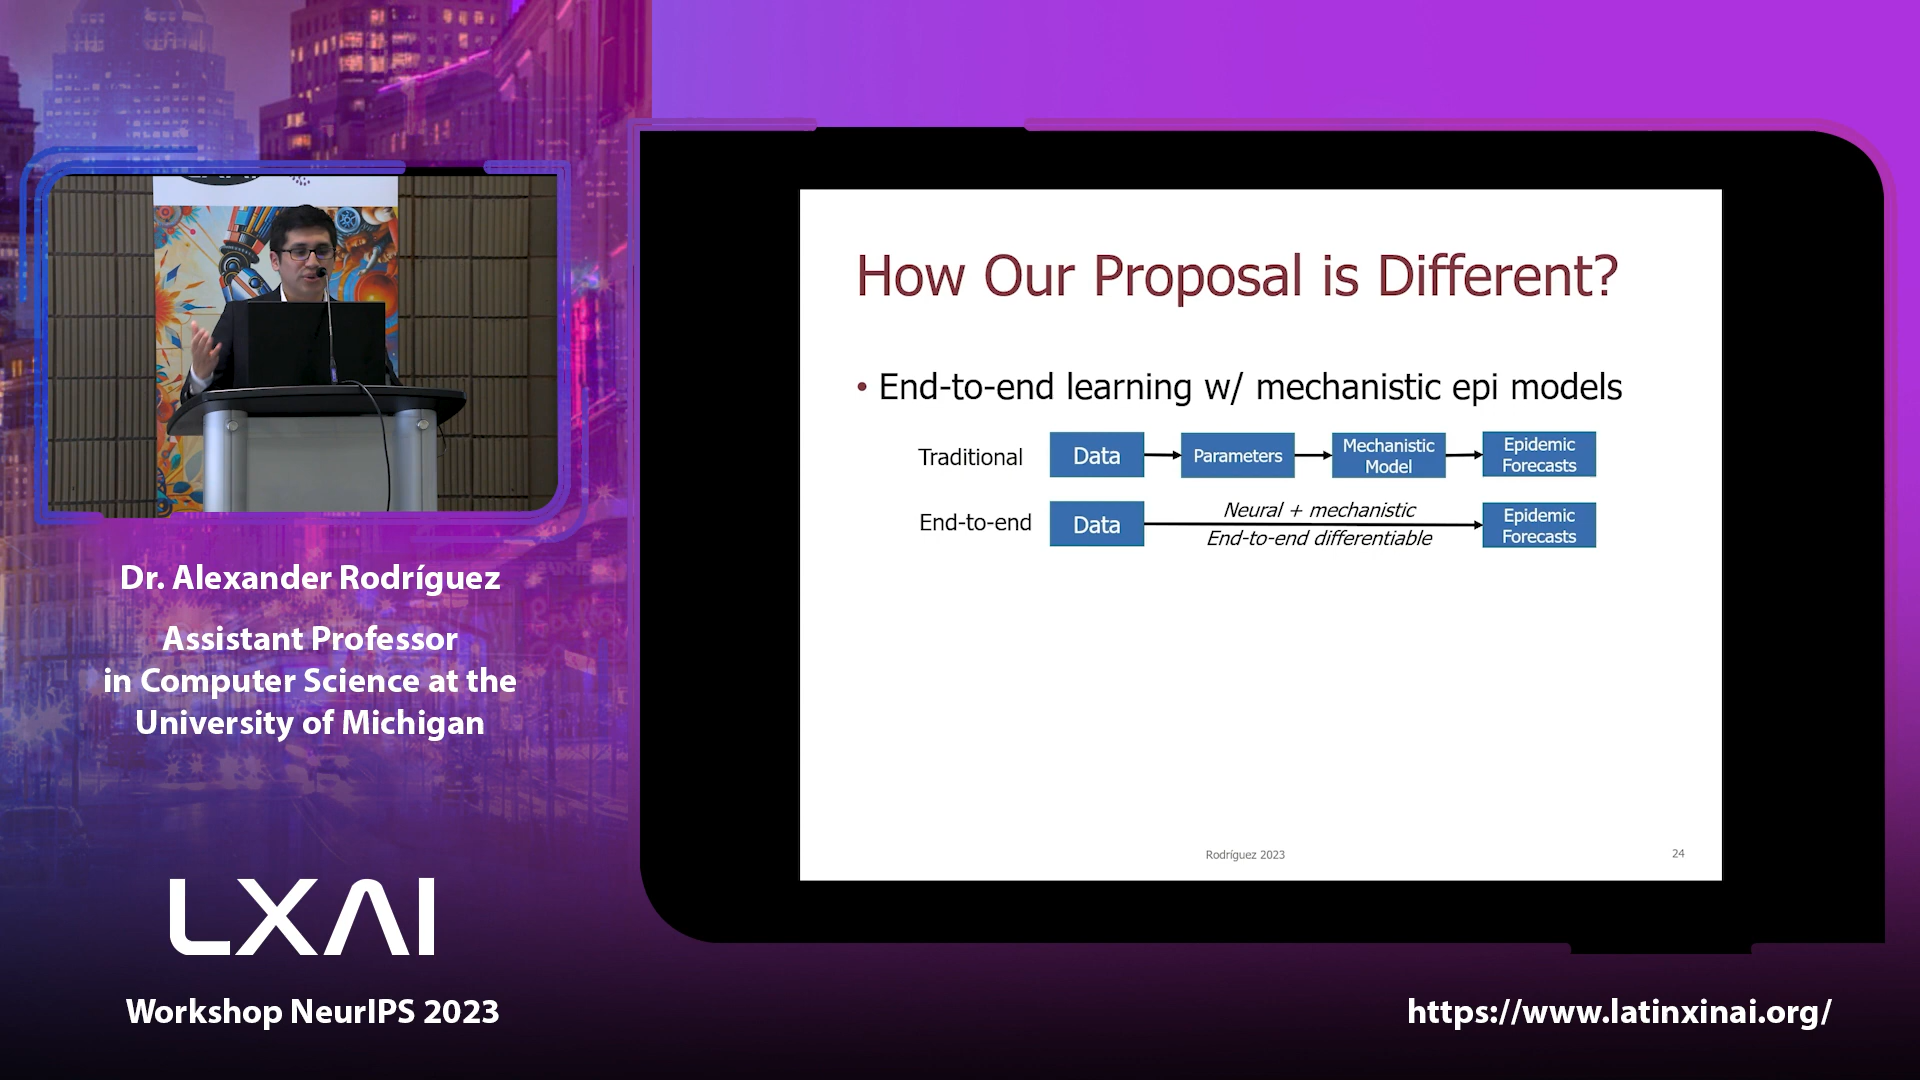 Dr. Alexander Rodríguez
Assistant Professor
in Computer Science at the
University of Michigan
LXAI
Workshop NeurIPS 2023
How Our Proposal is Different?
• End-to-end learning w/ mechanistic epi models
Traditional
Data
Parameters
Mechanistic
Model
Epidemic
Forecasts
End-to-end
Data
Neural + mechanistic
End-to-end differentiable
Epidemic
Forecasts
Rodríguez 2023
24
https://www.latinxinai.org/